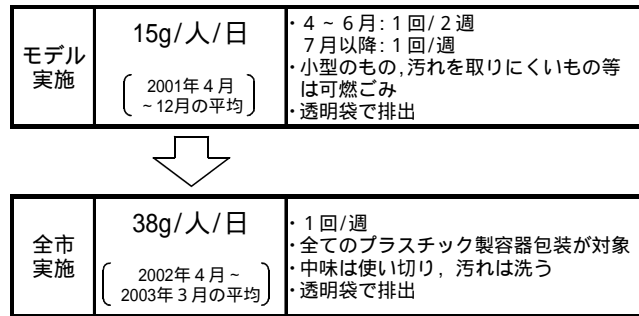 モデル
実施
15g/人/日
2001年4月
~12月の平均
・4~6月:1回/2週
7月以降:1回/週
・小型のもの,汚れを取りにくいもの等
は可燃ごみ
・透明袋で排出
全市
実施
38g/人/日
2002年4月~
2003年3月の平均
・1回/週
・全てのプラスチック製容器包装が対象
・中味は使い切り,汚れは洗う
・透明袋で排出